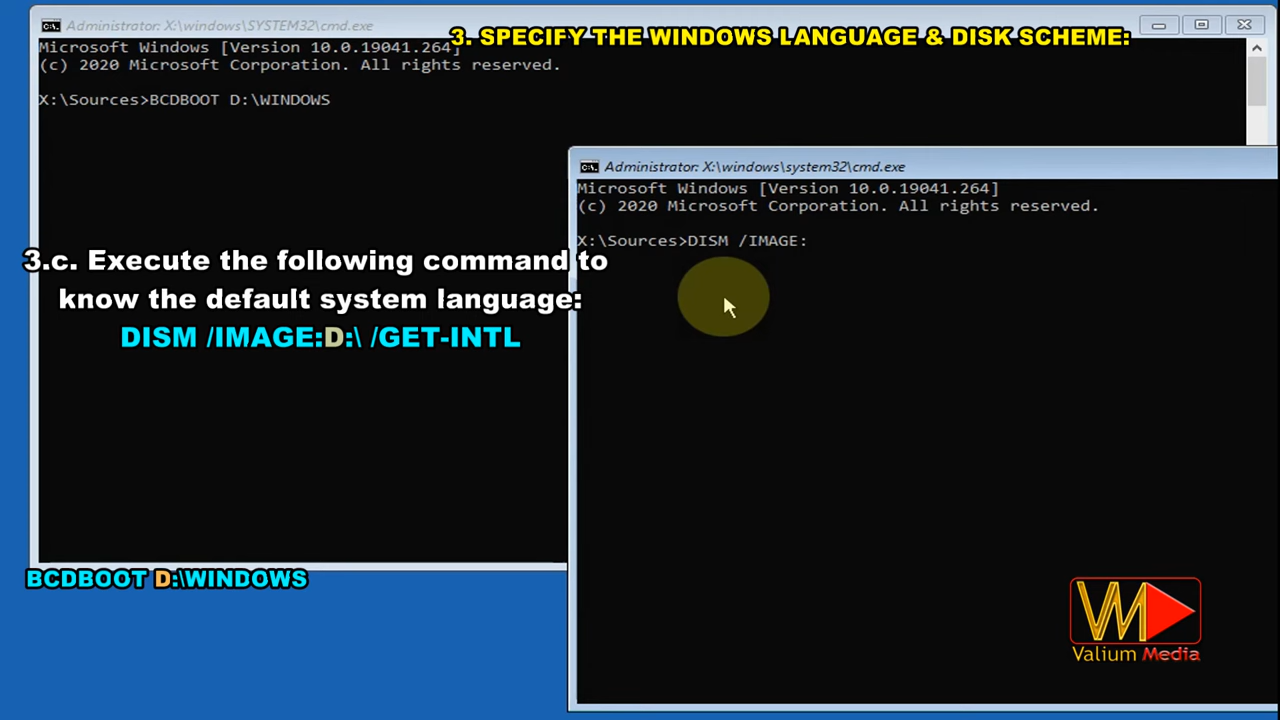 Administrator: X:\windows\SYSTEM32\cmd.exe
3. SPECIFY THE WINDOWS LANGUAGE & DISK SCHEME:
Microsoft Windows [Version 10.0.19041.264]
(c) 2020 Microsoft Corporation. All rights reserved.
X:\Sources>BCDBOOT D:\WINDOWS
Administrator: X:\windows\system32\cmd.exe
Microsoft Windows [Version 10.0.19041.264]
(c) 2020 Microsoft Corporation. All rights reserved.
X:\Sources>DISM /IMAGE:
3.c. Execute the following command to
know the default system language:
DISM /IMAGE:D:\ /GET-INTL
BCDBOOT D:\WINDOWS
VM
Valium Media